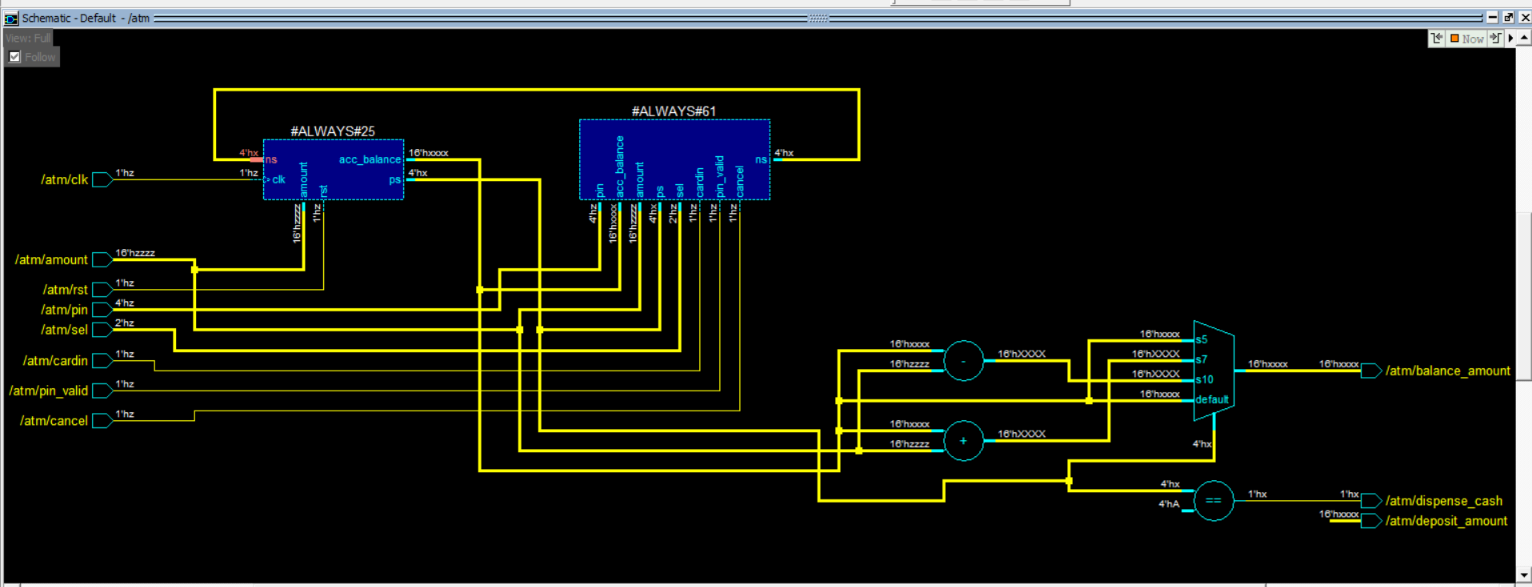 Schematic - Default - /atm
View: Full
Follow
Now
#ALWAYS#25
4'hx
ns
acc_balance
16'hxxxx
1'hz
clk
ps
4'hx
amount
rst
16'hzzzz
1'hz
#ALWAYS#61
ns
4'hx
pin
acc_balance
amount
ps
sel
cardin
pin_valid
cancel
4'hz
16'hxxxx
16'hzzzz
4'hx
2'hz
1'hz
1'hz
1'hz
/atm/clk
1'hz
/atm/amount
16'hzzzz
/atm/rst
1'hz
/atm/pin
4'hz
/atm/sel
2'hz
/atm/cardin
1'hz
/atm/pin_valid
1'hz
/atm/cancel
1'hz
16'hxxxx
16'hzzzz
-
16'hXXXX
16'hxxxx
16'hzzzz
+
16'hXXXX
16'hxxxx
s5
16'hXXXX
s7
16'hXXXX
s10
16'hxxxx
default
4'hx
16'hxxxx
16'hxxxx
/atm/balance_amount
4'hx
4'hA
==
1'hx
1'hx
/atm/dispense_cash
16'hxxxx
/atm/deposit_amount